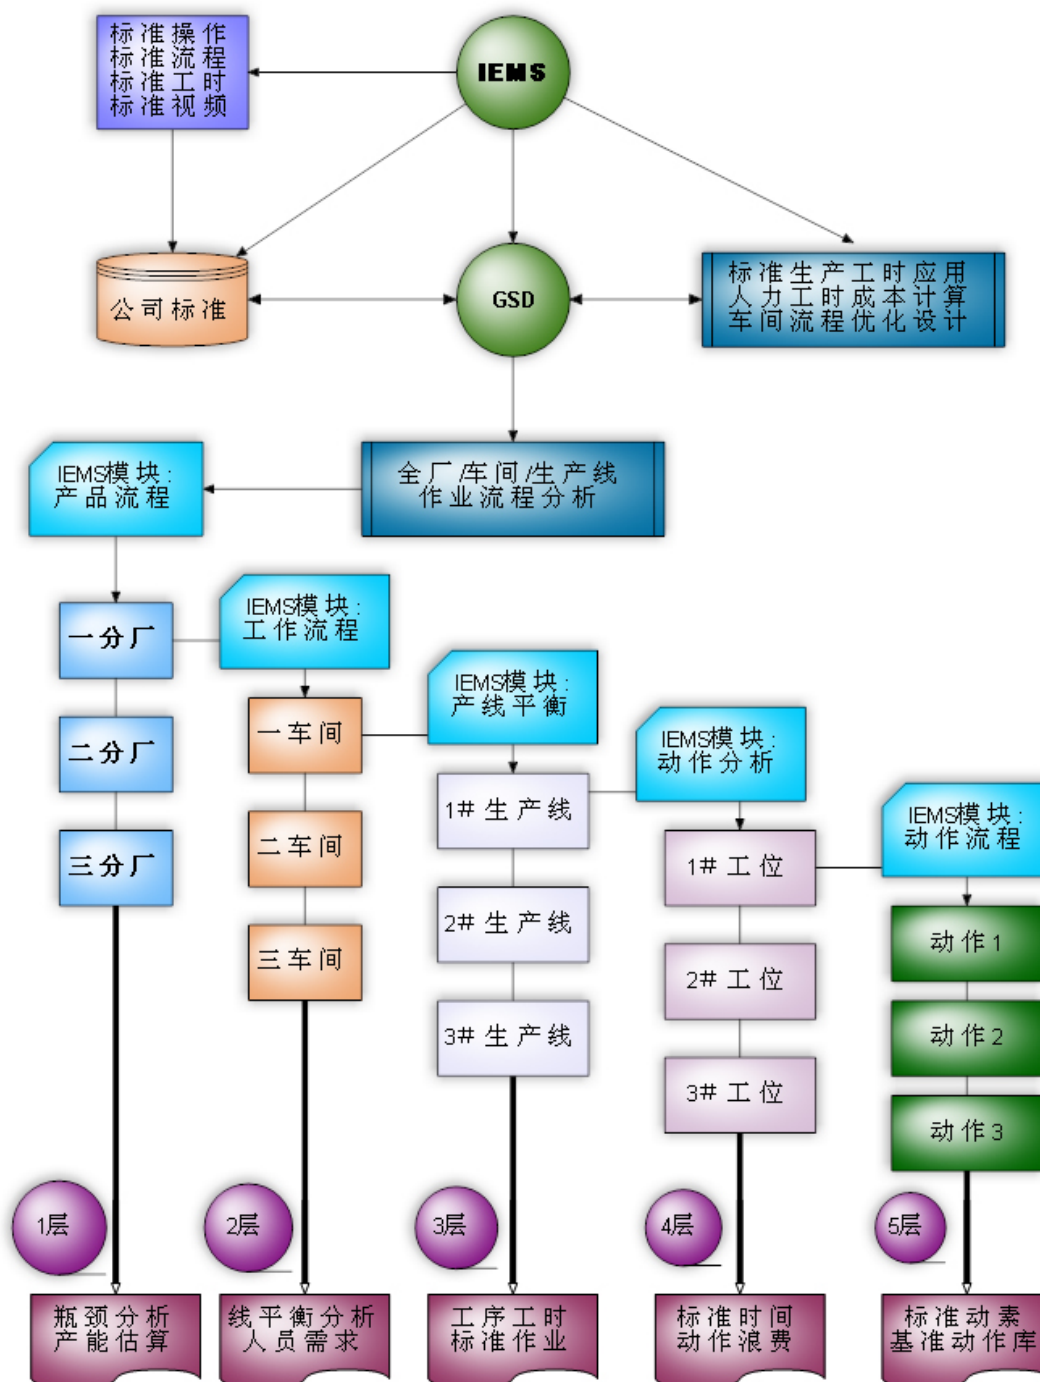 标准操作
标准流程
标准工时
标准视频
IEMS
公司标准
GSD
标准生产工时应用
人力工时成本计算
车间流程优化设计
IEMS模块:
产品流程
全厂/车间/生产线
作业流程分析
一分厂
二分厂
三分厂
IEMS模块:
工作流程
一车间
二车间
三车间
IEMS模块:
产线平衡
1# 生产线
2# 生产线
3# 生产线
IEMS模块:
动作分析
1# 工位
2# 工位
3# 工位
IEMS模块:
动作流程
动作1
动作2
动作3
1层
2层
3层
4层
5层
瓶颈分析
产能估算
线平衡分析
人员需求
工序工时
标准作业
标准时间
动作浪费
标准动素
基准动作库